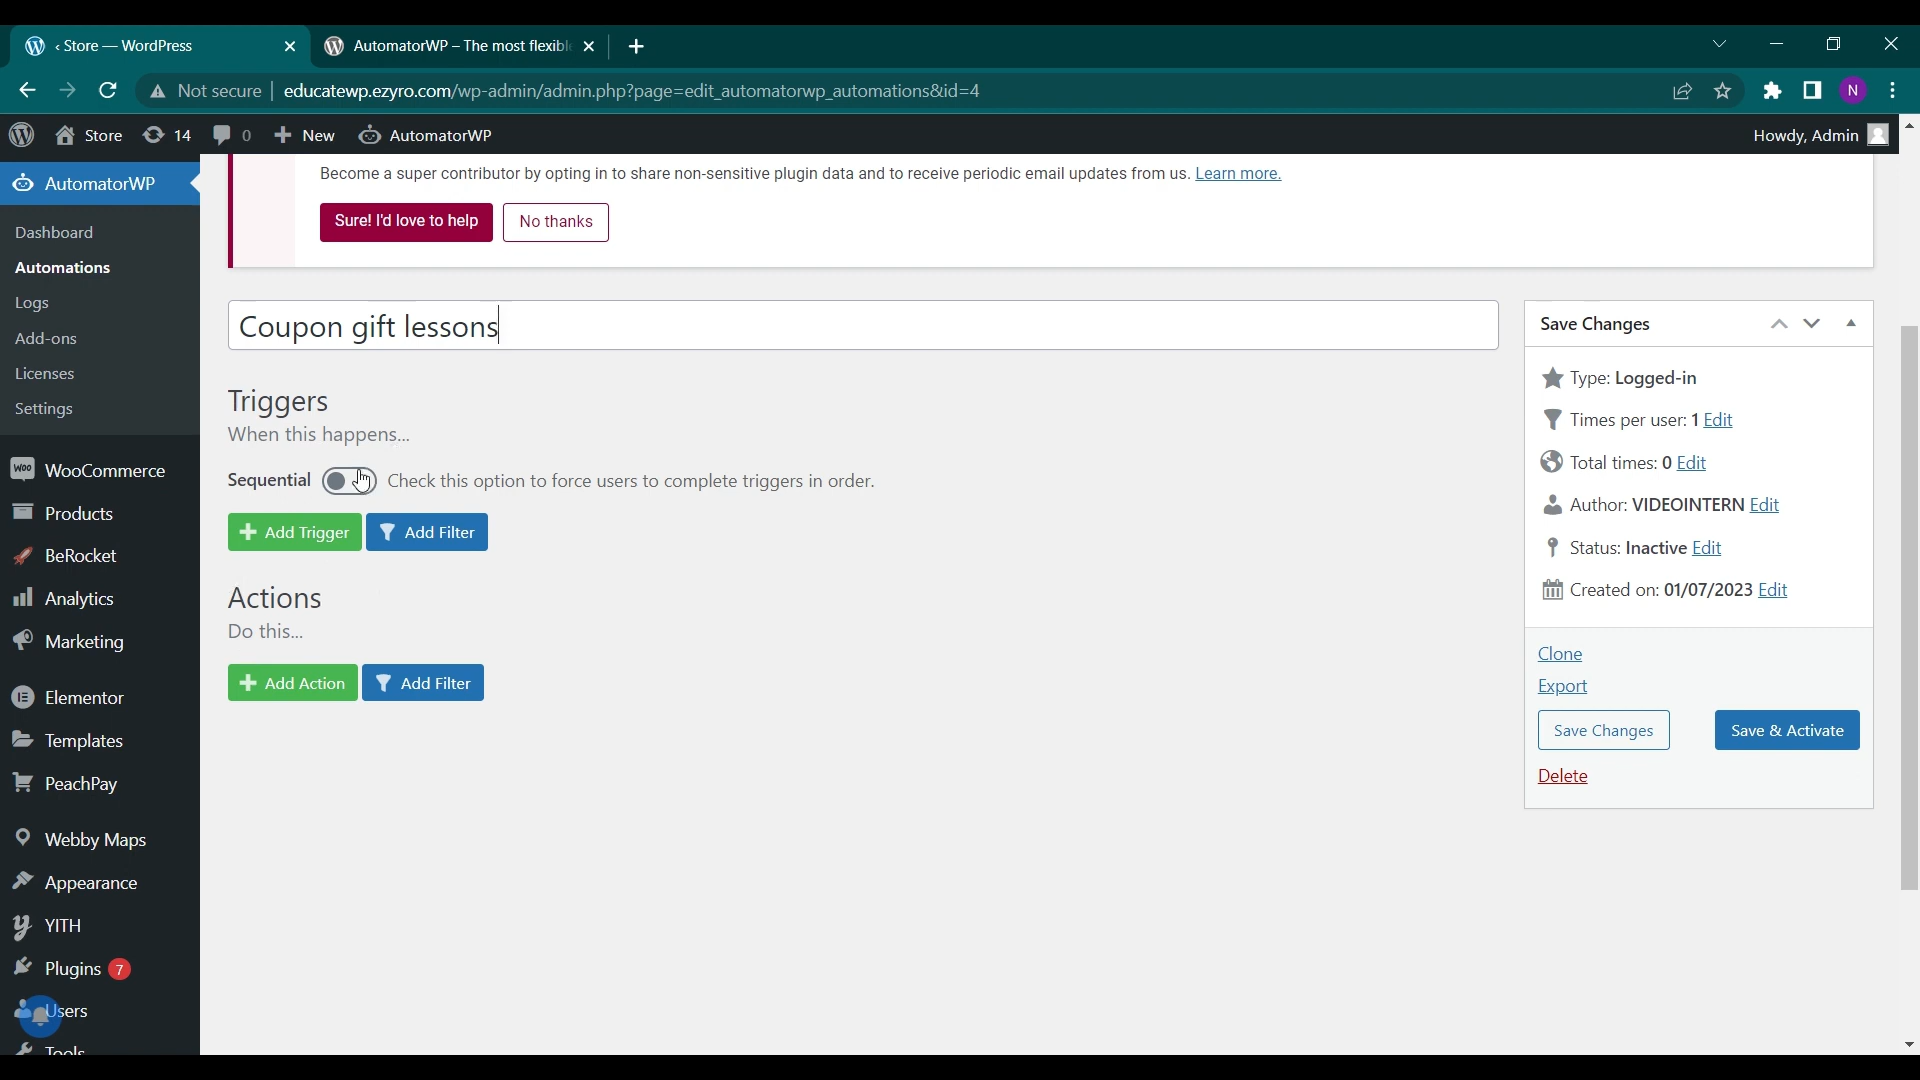 ‹ Store — WordPress
AutomatorWP – The most flexibl
Not secure
educatewp.ezyro.com/wp-admin/admin.php?page=edit_automatorwp_automations&id=4
N
Store
14
0
New
AutomatorWP
Howdy, Admin
AutomatorWP
Dashboard
Automations
Logs
Add-ons
Licenses
Settings
WooCommerce
Products
BeRocket
Analytics
Marketing
Elementor
Templates
PeachPay
Webby Maps
Appearance
YITH
Plugins 7
Users
Tools
Become a super contributor by opting in to share non-sensitive plugin data and to receive periodic email updates from us. Learn more.
Sure! I'd love to help
No thanks
Coupon gift lessons
Triggers
When this happens...
Sequential
Check this option to force users to complete triggers in order.
Add Trigger
Add Filter
Actions
Do this...
Add Action
Add Filter
Save Changes
Type: Logged-in
Times per user: 1 Edit
Total times: 0 Edit
Author: VIDEOINTERN Edit
Status: Inactive Edit
Created on: 01/07/2023 Edit
Clone
Export
Save Changes
Save & Activate
Delete